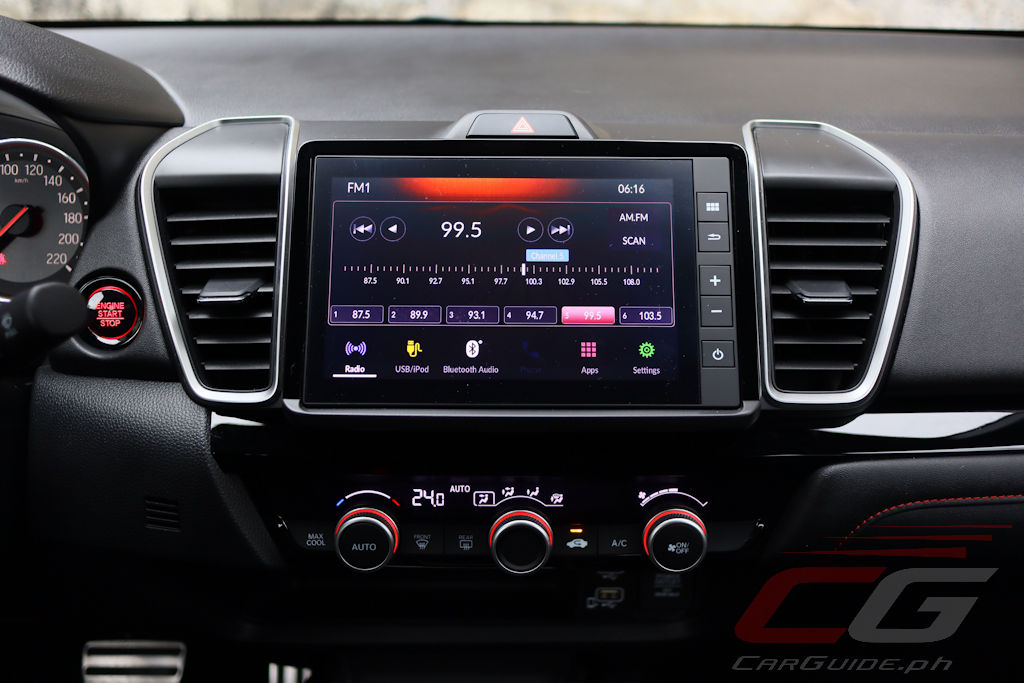 FM1 06:16
99.5 AM.FM
SCAN
Channel.5
87.5 90.1 92.7 95.1 97.7 100.3 102.9 105.5 108.0
1 87.5 2 89.9 3 93.1 4 94.7 5 99.5 6 103.5
Radio USB/iPod Bluetooth Audio Phone Apps Settings
100 120 140 160 180 200 220
km/h
ENGINE
START
STOP
24.0 AUTO
MAX
COOL
AUTO
FRONT
REAR
A/C
ON/
OFF
CG
CARGUIDE.PH